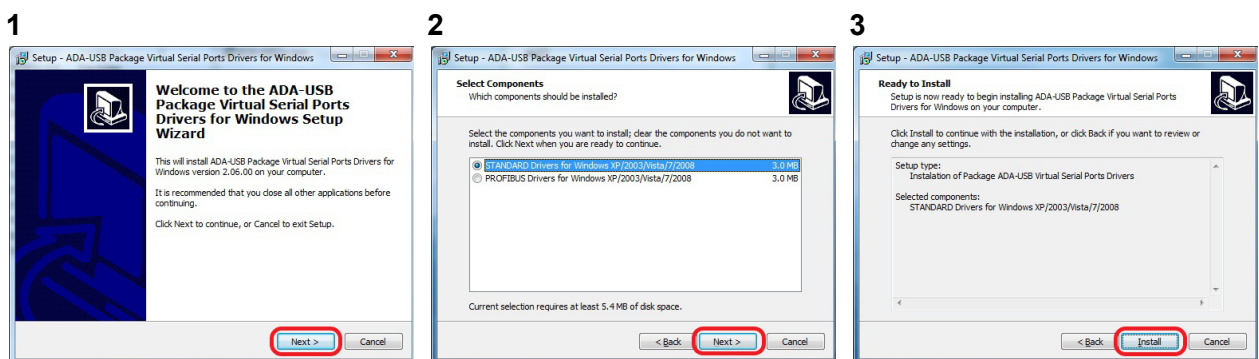 1
Setup - ADA-USB Package Virtual Serial Ports Drivers for Windows
Welcome to the ADA-USB
Package Virtual Serial Ports
Drivers for Windows Setup
Wizard
This will install ADA-USB Package Virtual Serial Ports Drivers for
Windows version 2.06.00 on your computer.
It is recommended that you close all other applications before
continuing.
Click Next to continue, or Cancel to exit Setup.
Next >
Cancel
2
Setup - ADA-USB Package Virtual Serial Ports Drivers for Windows
Select Components
Which components should be installed?
Select the components you want to install; clear the components you do not want to
install. Click Next when you are ready to continue.
STANDARD Drivers for Windows XP/2003/Vista/7/2008 3.0 MB
PROFIBUS Drivers for Windows XP/2003/Vista/7/2008 3.0 MB
Current selection requires at least 5.4 MB of disk space.
< Back
Next >
Cancel
3
Setup - ADA-USB Package Virtual Serial Ports Drivers for Windows
Ready to Install
Setup is now ready to begin installing ADA-USB Package Virtual Serial Ports
Drivers for Windows on your computer.
Click Install to continue with the installation, or click Back if you want to review or
change any settings.
Setup type:
Instalation of Package ADA-USB Virtual Serial Ports Drivers
Selected components:
STANDARD Drivers for Windows XP/2003/Vista/7/2008
< Back
Install
Cancel